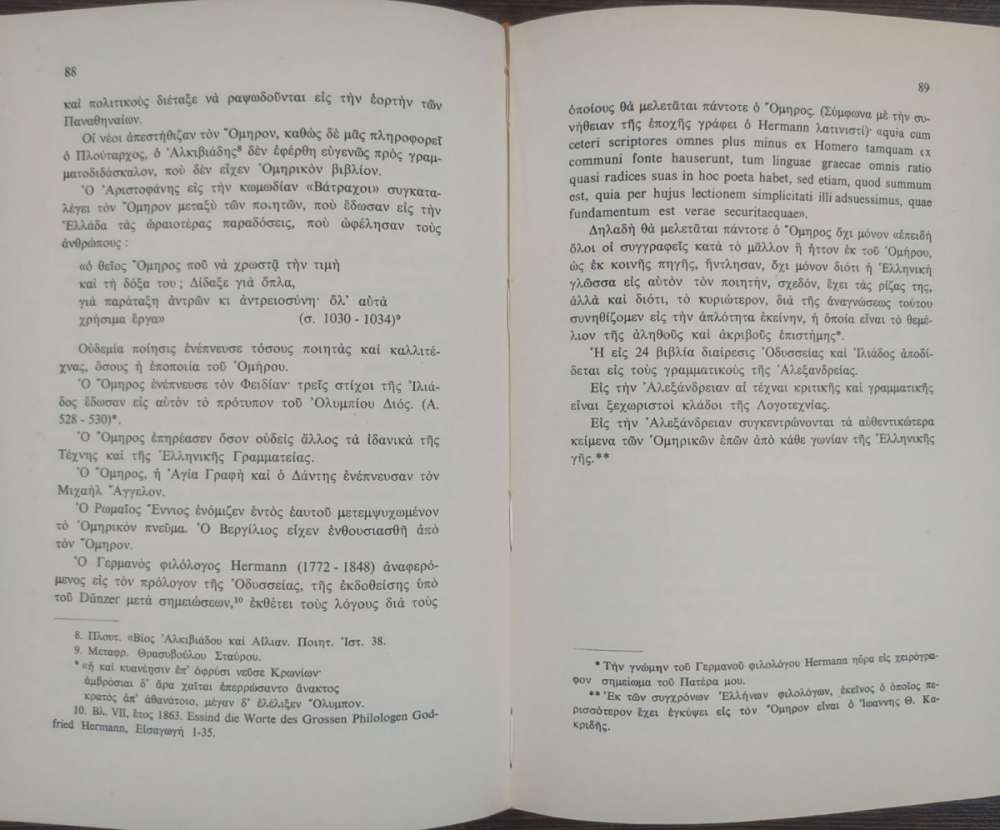 88
καὶ πολιτικοὺς διέταξε νὰ ραψωδοῦνται εἰς τὴν ἑορτὴν τῶν
Παναθηναίων.
Οἱ νέοι ἀπεστήθιζαν τὸν Ὅμηρον, καθὼς δὲ μᾶς πληροφορεῖ
ὁ Πλούταρχος, ὁ Ἀλκιβιάδης⁸ δὲν ἐφέρθη εὐγενῶς πρὸς γραμ-
ματοδιδάσκαλον, ποὺ δὲν εἶχεν Ὁμηρικὸν βιβλίον.
Ὁ Ἀριστοφάνης εἰς τὴν κωμωδίαν «Βάτραχοι» συγκατα-
λέγει τὸν Ὅμηρον μεταξὺ τῶν ποιητῶν, ποὺ ἔδωσαν εἰς τὴν
Ἑλλάδα τὰς ὡραιοτέρας παραδόσεις, ποὺ ὠφέλησαν τοὺς
ἀνθρώπους :
«ὁ θεῖος Ὅμηρος ποῦ νὰ χρωστᾷ τὴν τιμὴ
καὶ τὴ δόξα του ; Δίδαξε γιὰ ὅπλα,
γιὰ παράταξη ἀντρῶν κι ἀντρειοσύνη· ὅλ' αὐτὰ
χρήσιμα ἔργα» (σ. 1030 - 1034)⁹
Οὐδεμία ποίησις ἐνέπνευσε τόσους ποιητὰς καὶ καλλιτέ-
χνας, ὅσους ἡ ἐποποιία τοῦ Ὁμήρου.
Ὁ Ὅμηρος ἐνέπνευσε τὸν Φειδίαν· τρεῖς στίχοι τῆς Ἰλιά-
δος ἔδωσαν εἰς αὐτὸν τὸ πρότυπον τοῦ Ὀλυμπίου Διός. (Α.
528 - 530)*.
Ὁ Ὅμηρος ἐπηρέασεν ὅσον οὐδεὶς ἄλλος τὰ ἰδανικὰ τῆς
Τέχνης καὶ τῆς Ἑλληνικῆς Γραμματείας.
Ὁ Ὅμηρος, ἡ Ἁγία Γραφὴ καὶ ὁ Δάντης ἐνέπνευσαν τὸν
Μιχαὴλ Ἄγγελον.
Ὁ Ρωμαῖος Ἔννιος ἐνόμιζεν ἐντὸς ἑαυτοῦ μετεμψυχωμένον
τὸ Ὁμηρικὸν πνεῦμα. Ὁ Βεργίλιος εἶχεν ἐνθουσιασθῆ ἀπὸ
τὸν Ὅμηρον.
Ὁ Γερμανὸς φιλόλογος Hermann (1772 - 1848) ἀναφερό-
μενος εἰς τὸν πρόλογον τῆς Ὀδυσσείας, τῆς ἐκδοθείσης ὑπὸ
τοῦ Dünzer μετὰ σημειώσεων,¹⁰ ἐκθέτει τοὺς λόγους διὰ τοὺς
8. Πλουτ. «Βίος Ἀλκιβιάδου καὶ Αἴλιαν. Ποιητ. Ἱστ. 38.
9. Μεταφρ. Θρασυβούλου Σταύρου.
* «ἦ καὶ κυανέησιν ἐπ' ὀφρύσι νεῦσε Κρωνίων·
ἀμβρόσιαι δ' ἄρα χαῖται ἐπερρώσαντο ἄνακτος
κρατὸς ἀπ' ἀθανάτοιο, μέγαν δ' ἐλέλιξεν Ὄλυμπον.
10. Βλ. VII, ἔτος 1863. Essind die Worte des Grossen Philologen God-
fried Hermann, Εἰσαγωγή 1-35.
89
ὁποίους θὰ μελετᾶται πάντοτε ὁ Ὅμηρος. (Σύμφωνα μὲ τὴν συ-
νήθειαν τῆς ἐποχῆς γράφει ὁ Hermann λατινιστί)· «quia cum
ceteri scriptores omnes plus minus ex Homero tamquam ex
communi fonte hauserunt, tum linguae graecae omnis ratio
quasi radices suas in hoc poeta habet, sed etiam, quod summum
est, quia per hujus lectionem simplicitati illi adsuessimus, quae
fundamentum est verae securitaequae».
Δηλαδὴ θὰ μελετᾶται πάντοτε ὁ Ὅμηρος ὄχι μόνον «ἐπειδὴ
ὅλοι οἱ συγγραφεῖς κατὰ τὸ μᾶλλον ἢ ἧττον ἐκ τοῦ Ὁμήρου,
ὡς ἐκ κοινῆς πηγῆς, ἤντλησαν, ὄχι μόνον διότι ἡ Ἑλληνικὴ
γλῶσσα εἰς αὐτὸν τὸν ποιητήν, σχεδόν, ἔχει τὰς ρίζας της,
ἀλλὰ καὶ διότι, τὸ κυριώτερον, διὰ τῆς ἀναγνώσεως τούτου
συνηθίζομεν εἰς τὴν ἁπλότητα ἐκείνην, ἡ ὁποία εἶναι τὸ θεμέ-
λιον τῆς ἀληθοῦς καὶ ἀκριβοῦς ἐπιστήμης*.
Ἡ εἰς 24 βιβλία διαίρεσις Ὀδυσσείας καὶ Ἰλιάδος ἀποδί-
δεται εἰς τοὺς γραμματικοὺς τῆς Ἀλεξανδρείας.
Εἰς τὴν Ἀλεξάνδρειαν αἱ τέχναι κριτικῆς καὶ γραμματικῆς
εἶναι ξεχωριστοὶ κλάδοι τῆς Λογοτεχνίας.
Εἰς τὴν Ἀλεξάνδρειαν συγκεντρώνονται τὰ αὐθεντικώτερα
κείμενα τῶν Ὁμηρικῶν ἐπῶν ἀπὸ κάθε γωνίαν τῆς Ἑλληνικῆς
γῆς.**
* Τὴν γνώμην τοῦ Γερμανοῦ φιλολόγου Hermann ηὗρα εἰς χειρόγρα-
φον σημείωμα τοῦ Πατέρα μου.
** Ἐκ τῶν συγχρόνων Ἑλλήνων φιλολόγων, ἐκεῖνος ὁ ὁποῖος πε-
ρισσότερον ἔχει ἐγκύψει εἰς τὸν Ὅμηρον εἶναι ὁ Ἰωάννης Θ. Κα-
κριδῆς.